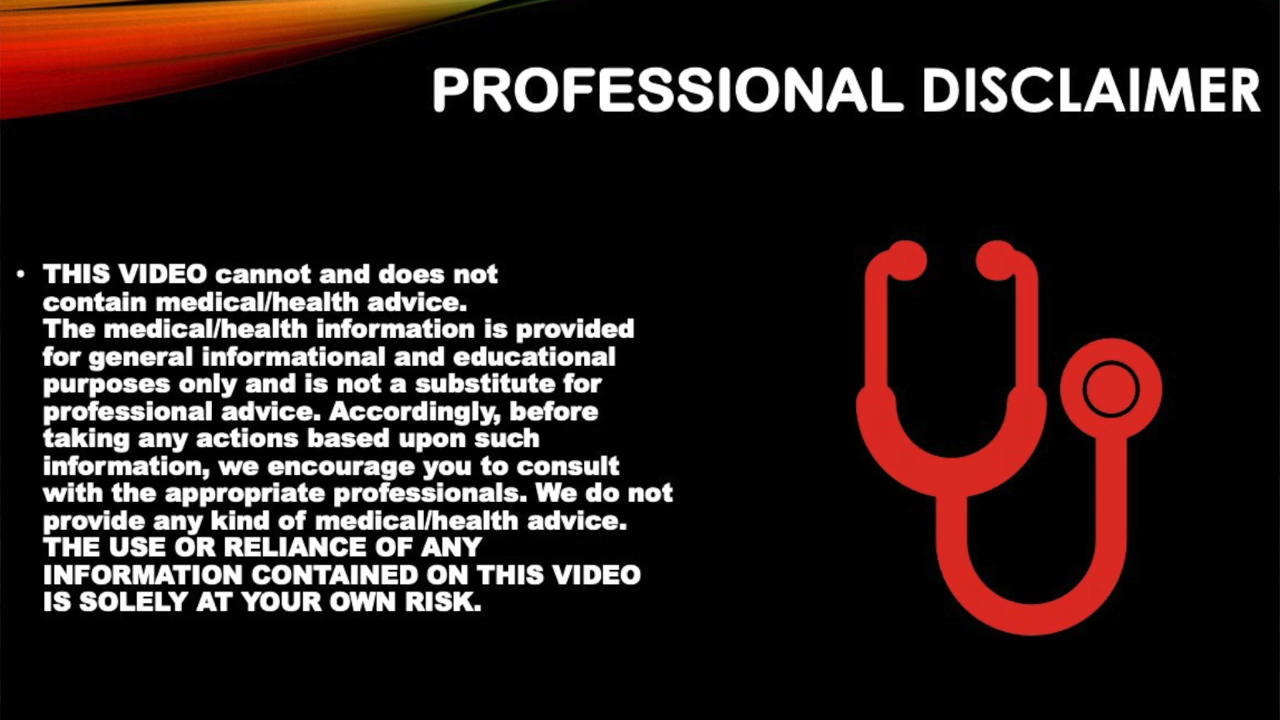 PROFESSIONAL DISCLAIMER
• THIS VIDEO cannot and does not
contain medical/health advice.
The medical/health information is provided
for general informational and educational
purposes only and is not a substitute for
professional advice. Accordingly, before
taking any actions based upon such
information, we encourage you to consult
with the appropriate professionals. We do not
provide any kind of medical/health advice.
THE USE OR RELIANCE OF ANY
INFORMATION CONTAINED ON THIS VIDEO
IS SOLELY AT YOUR OWN RISK.